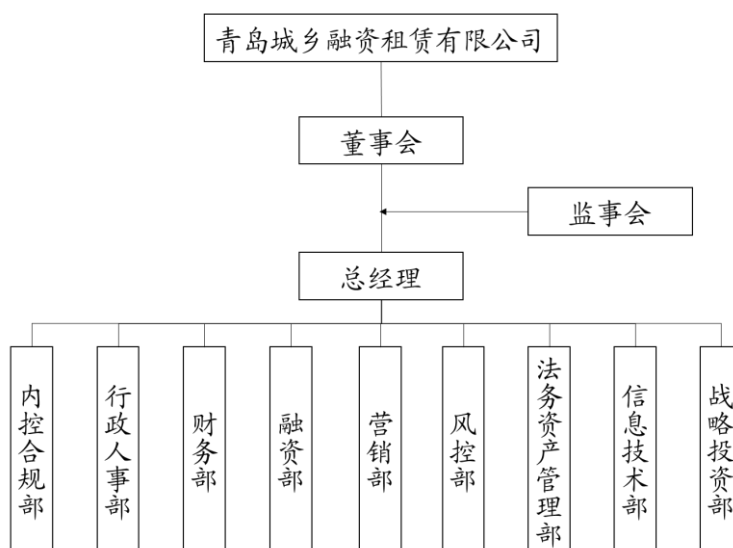 青岛城乡融资租赁有限公司
董事会
监事会
总经理
内控合规部
行政人事部
财务部
融资部
营销部
风控部
法务资产管理部
信息技术部
战略投资部